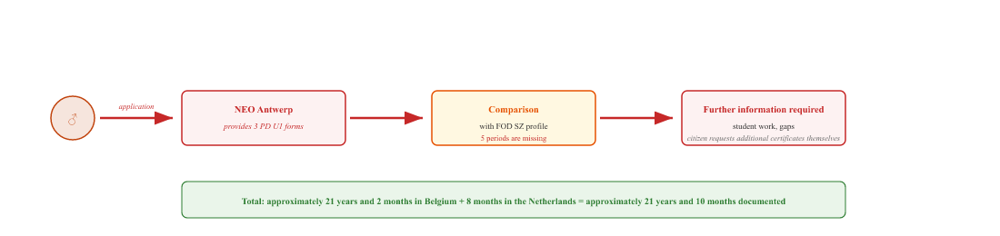 ♂
application
NEO Antwerp
provides 3 PD U1 forms
Comparison
with FOD SZ profile
5 periods are missing
Further information required
student work, gaps
citizen requests additional certificates themselves
Total: approximately 21 years and 2 months in Belgium + 8 months in the Netherlands = approximately 21 years and 10 months documented